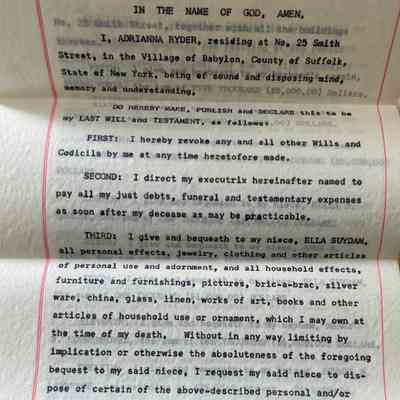 IN THE NAME OF GOD, AMEN,
I, ADRIANNA RYDER, residing at No. 25 Smith
Street, in the Village of Babylon, County of Suffolk,
State of New York, being of sound and disposing mind,
memory and understanding,
DO HEREBY MAKE, PUBLISH and DECLARE this to be
my LAST WILL and TESTAMENT, as follows:
FIRST: I hereby revoke any and all other Wills and
Codicils by me at any time heretofore made.
SECOND: I direct my executrix hereinafter named to
pay all my just debts, funeral and testamentary expenses
as soon after my decease as may be practicable.
THIRD: I give and bequeath to my niece, ELLA SUYDAM,
all personal effects, jewelry, clothing and other articles
of personal use and adornment, and all household effects,
furniture and furnishings, pictures, bric-a-brac, silver
ware, china, glass, linen, works of art, books and other
articles of household use or ornament, which I may own at
the time of my death. Without in any way limiting by
implication or otherwise the absoluteness of the foregoing
bequest to my said niece, I request my said niece to dis-
pose of certain of the above-described personal and/or